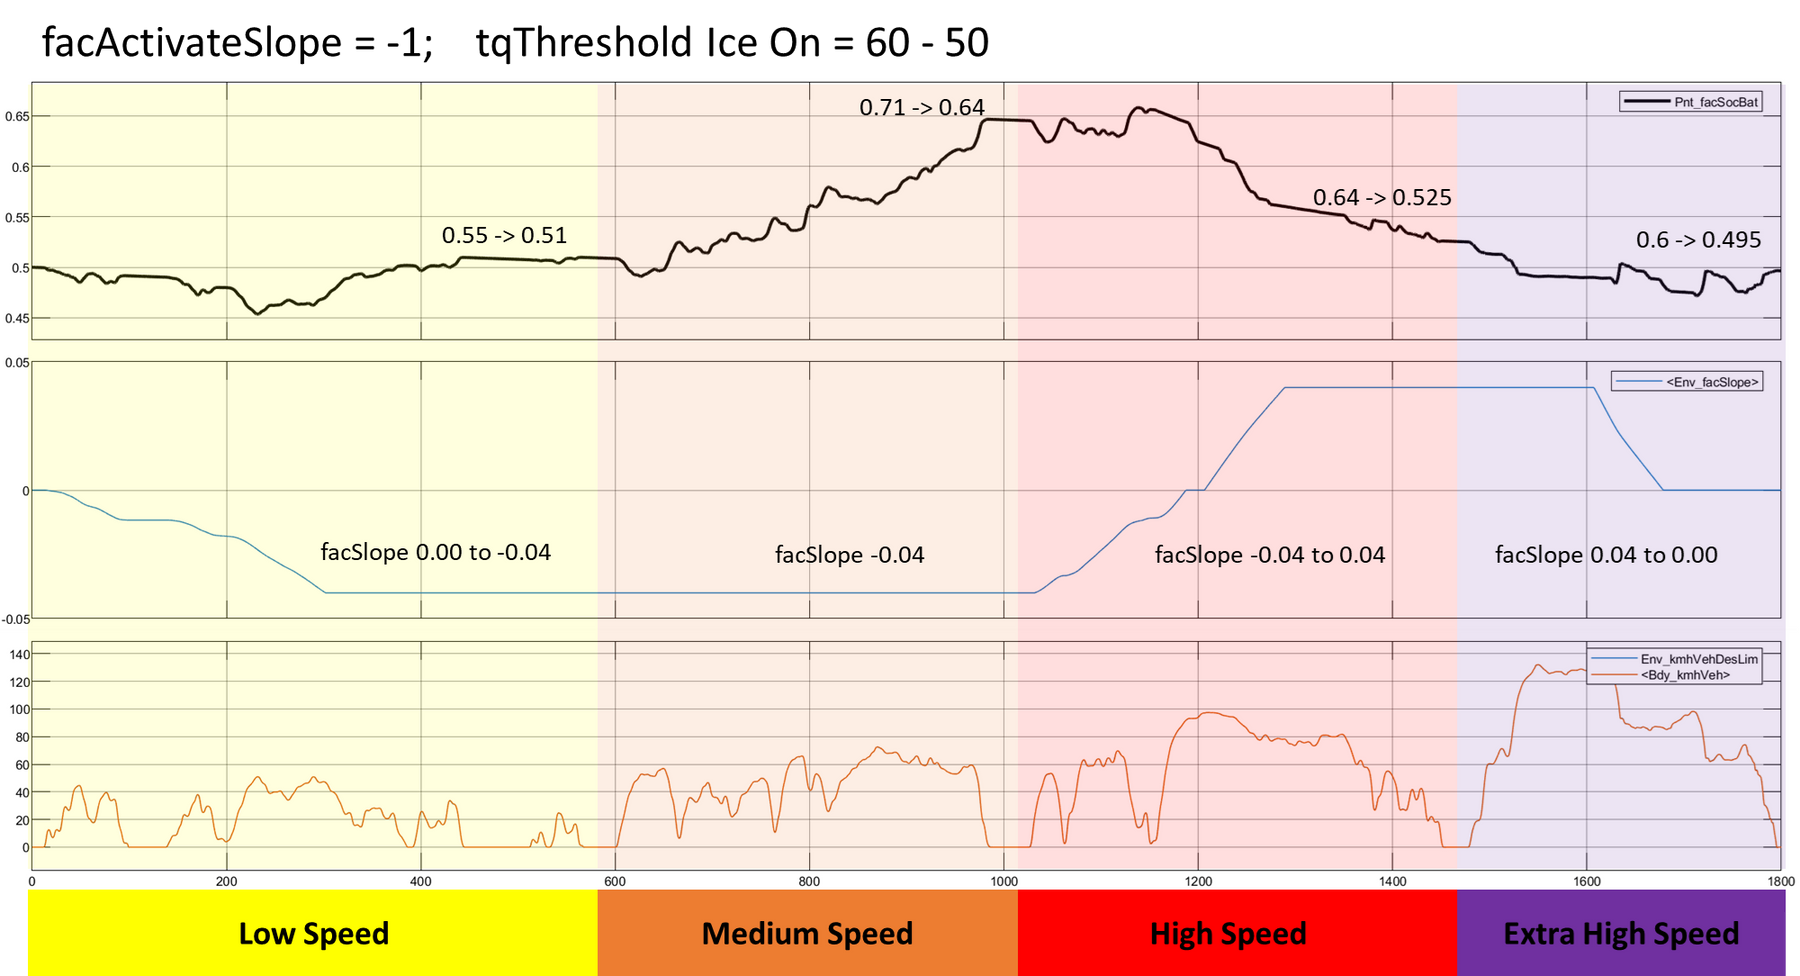 facActivateSlope = -1; tqThreshold Ice On = 60 - 50
Pnt_facSocBat
0.71 -> 0.64
0.64 -> 0.525
0.55 -> 0.51
0.6 -> 0.495
0.65
0.6
0.55
0.5
0.45
0.05
<Env_facSlope>
0
facSlope 0.00 to -0.04
facSlope -0.04
facSlope -0.04 to 0.04
facSlope 0.04 to 0.00
-0.05
Env_kmhVehDesLim
<Bdy_kmhVeh>
140
120
100
80
60
40
20
0
0 200 400 600 800 1000 1200 1400 1600 1800
Low Speed
Medium Speed
High Speed
Extra High Speed